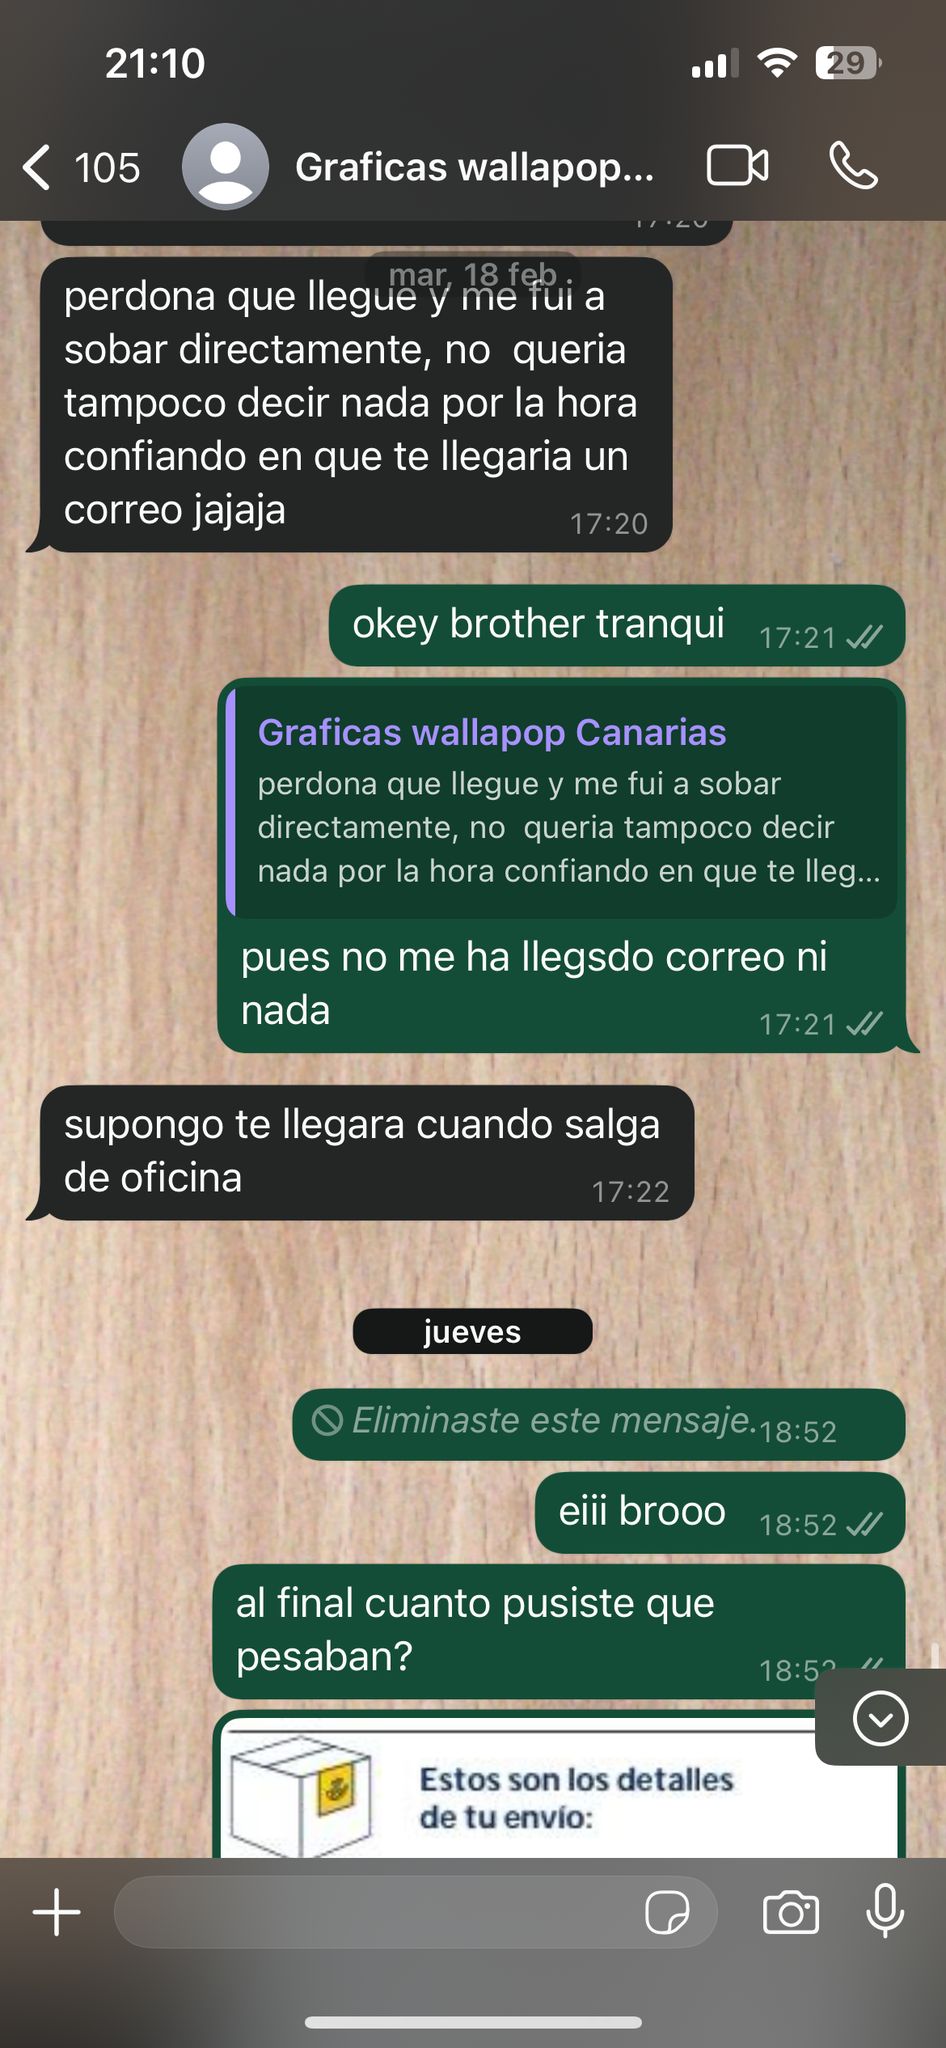 21:10
29
105
Graficas wallapop...
17:20
mar, 18 feb
perdona que llegue y me fui a
sobar directamente, no  queria
tampoco decir nada por la hora
confiando en que te llegaria un
correo jajaja
17:20
okey brother tranqui
17:21
Graficas wallapop Canarias
perdona que llegue y me fui a sobar
directamente, no  queria tampoco decir
nada por la hora confiando en que te lleg...
pues no me ha llegsdo correo ni
nada
17:21
supongo te llegara cuando salga
de oficina
17:22
jueves
Eliminaste este mensaje.
18:52
eiii brooo
18:52
al final cuanto pusiste que
pesaban?
18:52
Estos son los detalles
de tu envío: